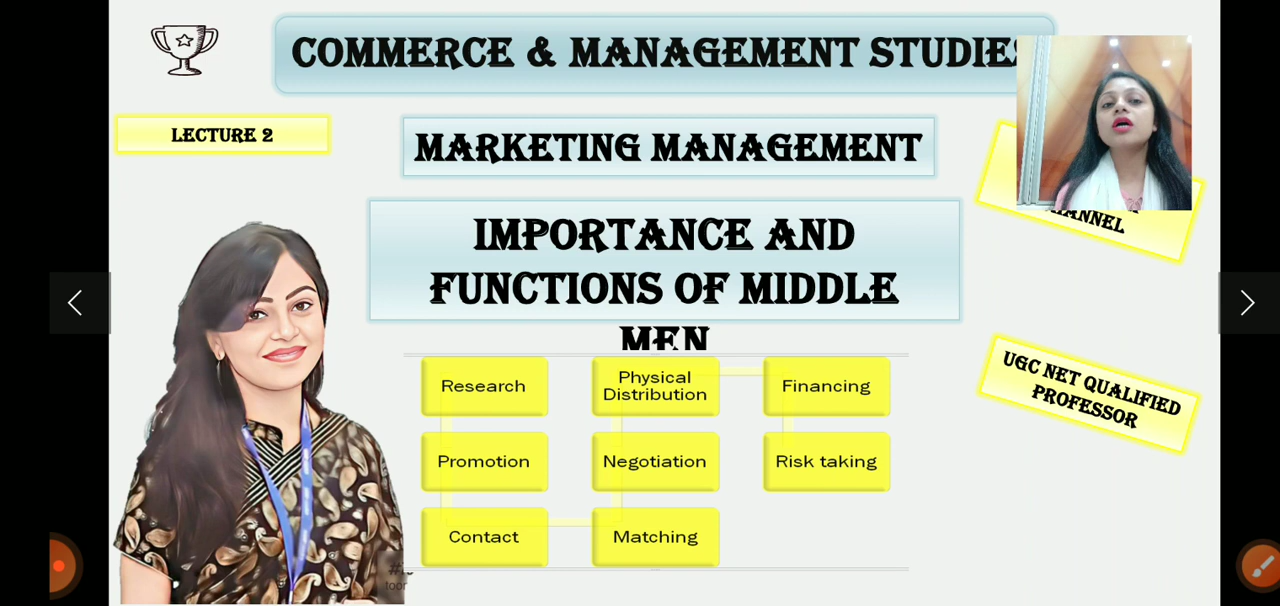 COMMERCE & MANAGEMENT STUDIES
LECTURE 2
MARKETING MANAGEMENT
IMPORTANCE AND
FUNCTIONS OF MIDDLE
MEN
Research
Physical
Distribution
Financing
Promotion
Negotiation
Risk taking
Contact
Matching
UGC NET QUALIFIED
PROFESSOR